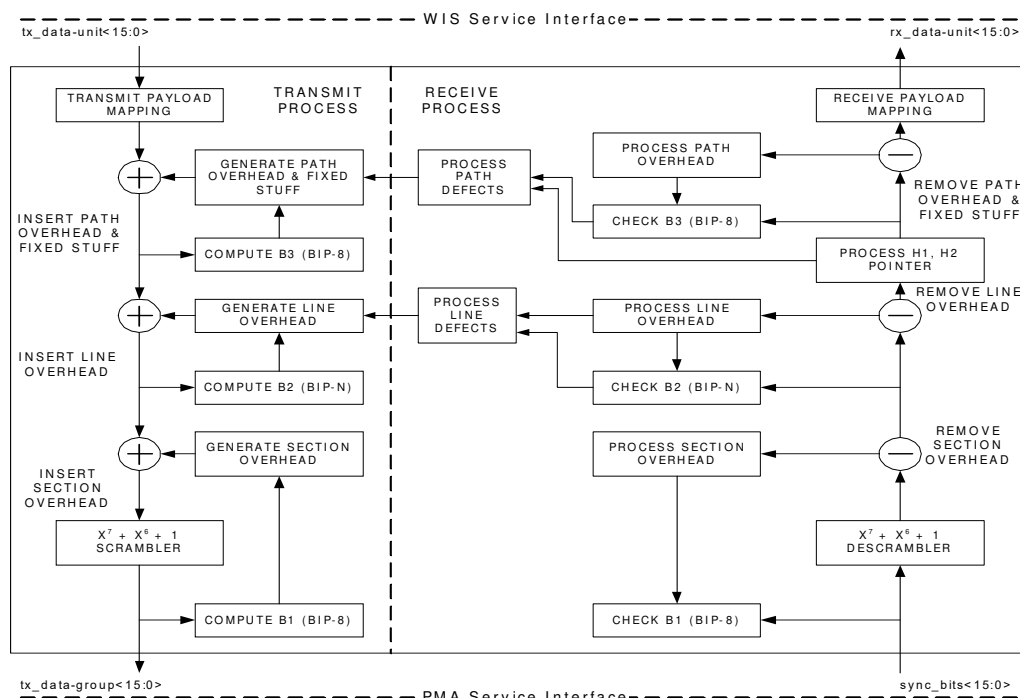 WIS Service Interface
tx_data-unit<15:0>
rx_data-unit<15:0>
TRANSMIT PAYLOAD
MAPPING
TRANSMIT
PROCESS
RECEIVE
PROCESS
RECEIVE PAYLOAD
MAPPING
GENERATE PATH
OVERHEAD & FIXED
STUFF
PROCESS
PATH
DEFECTS
PROCESS PATH
OVERHEAD
REMOVE PATH
OVERHEAD &
FIXED STUFF
INSERT PATH
OVERHEAD &
FIXED STUFF
COMPUTE B3 (BIP-8)
CHECK B3 (BIP-8)
PROCESS H1, H2
POINTER
REMOVE LINE
OVERHEAD
GENERATE LINE
OVERHEAD
PROCESS
LINE
DEFECTS
PROCESS LINE
OVERHEAD
INSERT LINE
OVERHEAD
COMPUTE B2 (BIP-N)
CHECK B2 (BIP-N)
GENERATE SECTION
OVERHEAD
PROCESS SECTION
OVERHEAD
REMOVE
SECTION
OVERHEAD
INSERT
SECTION
OVERHEAD
X⁷ + X⁶ + 1
SCRAMBLER
X⁷ + X⁶ + 1
DESCRAMBLER
COMPUTE B1 (BIP-8)
CHECK B1 (BIP-8)
tx_data-group<15:0>
sync_bits<15:0>
PMA Service Interface